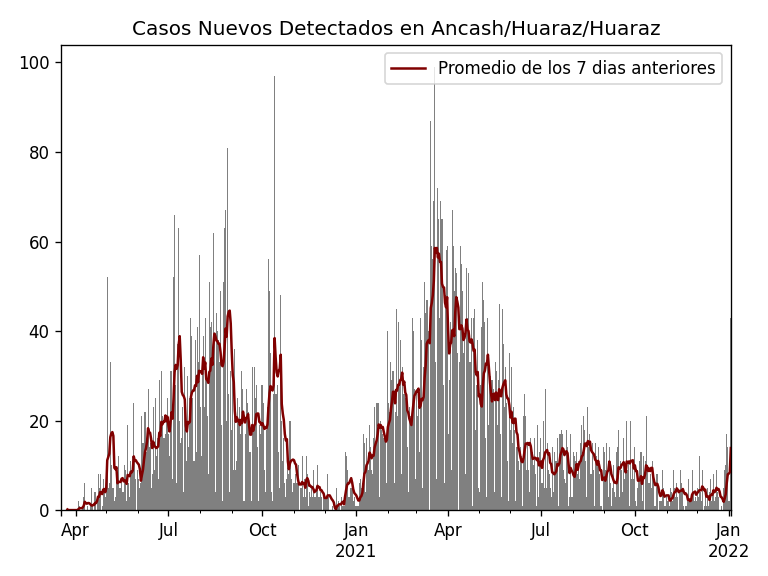 Casos Nuevos Detectados en Ancash/Huaraz/Huaraz
Promedio de los 7 dias anteriores
100
80
60
40
20
0
Apr Jul Oct Jan Apr Jul Oct Jan
2021 2022